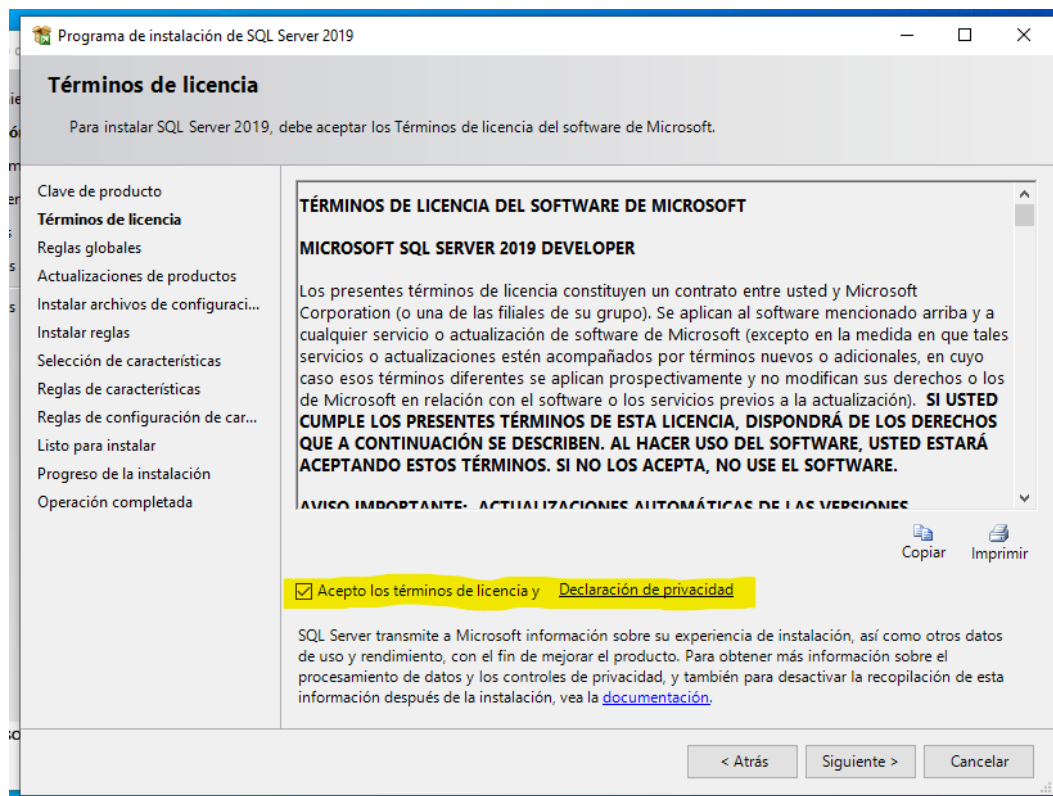 Programa de instalación de SQL Server 2019
Términos de licencia
Para instalar SQL Server 2019, debe aceptar los Términos de licencia del software de Microsoft.
Clave de producto
Términos de licencia
Reglas globales
Actualizaciones de productos
Instalar archivos de configuraci...
Instalar reglas
Selección de características
Reglas de características
Reglas de configuración de car...
Listo para instalar
Progreso de la instalación
Operación completada
TÉRMINOS DE LICENCIA DEL SOFTWARE DE MICROSOFT
MICROSOFT SQL SERVER 2019 DEVELOPER
Los presentes términos de licencia constituyen un contrato entre usted y Microsoft
Corporation (o una de las filiales de su grupo). Se aplican al software mencionado arriba y a
cualquier servicio o actualización de software de Microsoft (excepto en la medida en que tales
servicios o actualizaciones estén acompañados por términos nuevos o adicionales, en cuyo
caso esos términos diferentes se aplican prospectivamente y no modifican sus derechos o los
de Microsoft en relación con el software o los servicios previos a la actualización). SI USTED
CUMPLE LOS PRESENTES TÉRMINOS DE ESTA LICENCIA, DISPONDRÁ DE LOS DERECHOS
QUE A CONTINUACIÓN SE DESCRIBEN. AL HACER USO DEL SOFTWARE, USTED ESTARÁ
ACEPTANDO ESTOS TÉRMINOS. SI NO LOS ACEPTA, NO USE EL SOFTWARE.
AVISO IMPORTANTE: ACTUALIZACIONES AUTOMÁTICAS DE LAS VERSIONES
Copiar Imprimir
Acepto los términos de licencia y Declaración de privacidad
SQL Server transmite a Microsoft información sobre su experiencia de instalación, así como otros datos
de uso y rendimiento, con el fin de mejorar el producto. Para obtener más información sobre el
procesamiento de datos y los controles de privacidad, y también para desactivar la recopilación de esta
información después de la instalación, vea la documentación.
< Atrás Siguiente > Cancelar